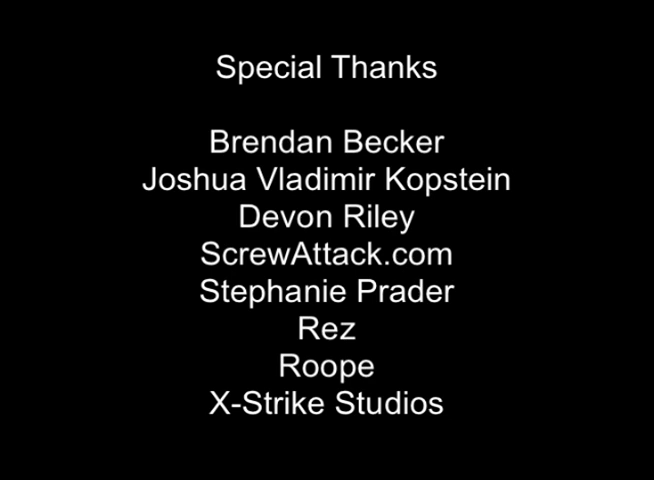 Special Thanks
Brendan Becker
Joshua Vladimir Kopstein
Devon Riley
ScrewAttack.com
Stephanie Prader
Rez
Roope
X-Strike Studios